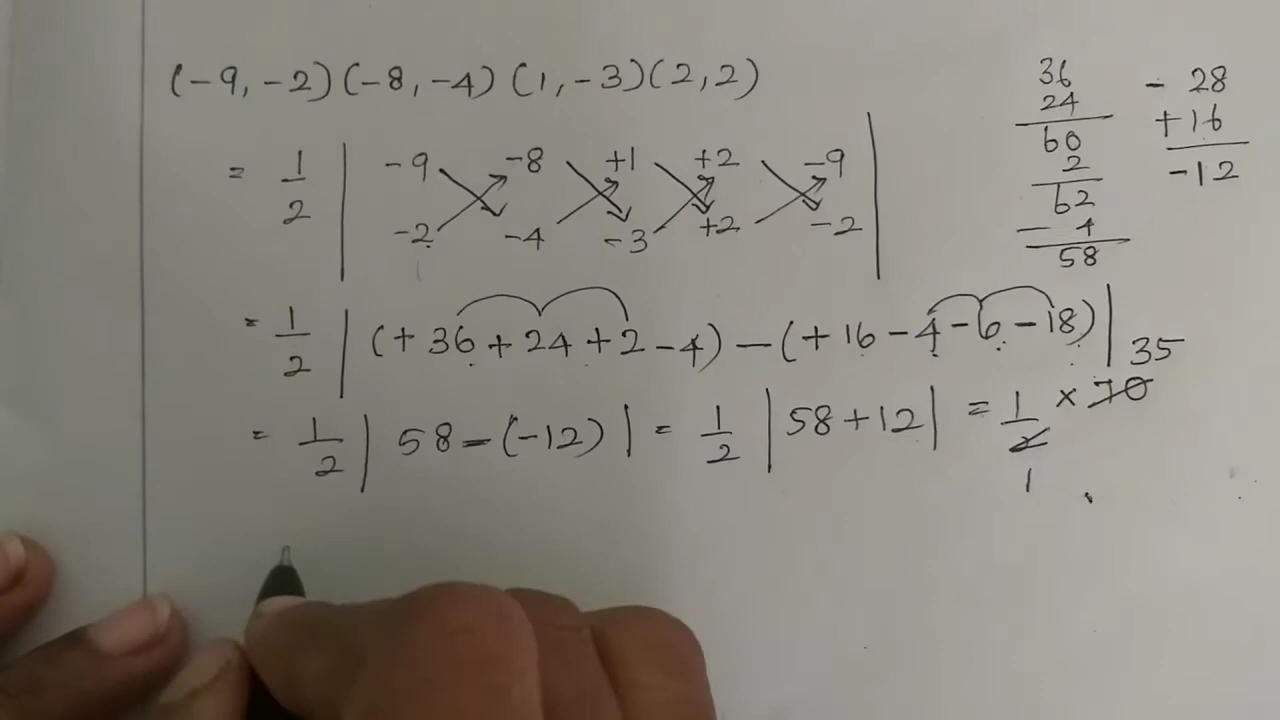 (-9, -2) (-8, -4) (1, -3) (2, 2)
= 1/2 | -9 -8 +1 +2 -9
-2 -4 -3 +2 -2 |
= 1/2 | (+ 36 + 24 + 2 - 4) - (+ 16 - 4 - 6 - 18) |
= 1/2 | 58 - (-12) | = 1/2 | 58 + 12 | = 1/2 × 70
35
1
36
24
60
2
62
- 4
58
- 28
+ 16
-12